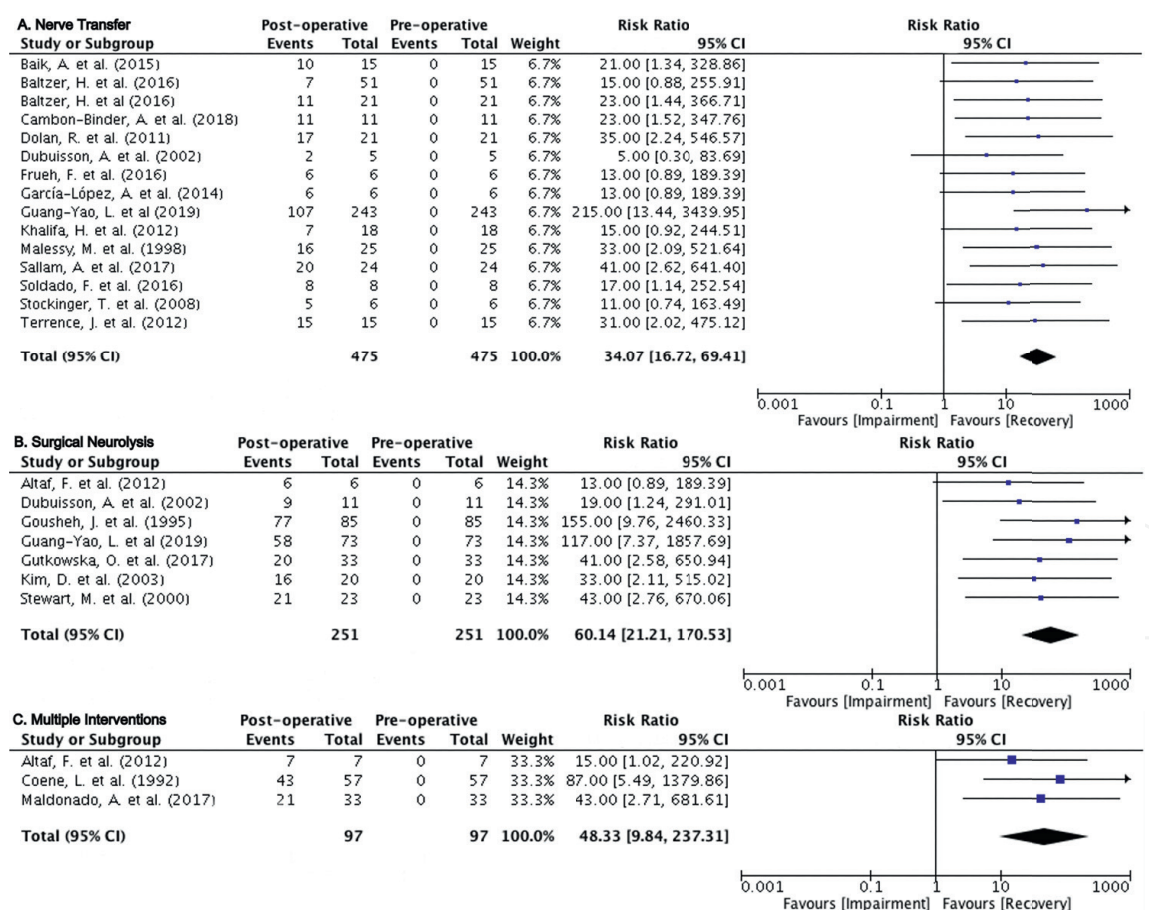 A. Nerve Transfer Post-operative Pre-operative Risk Ratio Risk Ratio
Study or Subgroup Events Total Events Total Weight 95% CI 95% CI
Baik, A. et al. (2015) 10 15 0 15 6.7% 21.00 [1.34, 328.86]
Baltzer, H. et al. (2016) 7 51 0 51 6.7% 15.00 [0.88, 255.91]
Baltzer, H. et al (2016) 11 21 0 21 6.7% 23.00 [1.44, 366.71]
Cambon-Binder, A. et al. (2018) 11 11 0 11 6.7% 23.00 [1.52, 347.76]
Dolan, R. et al. (2011) 17 21 0 21 6.7% 35.00 [2.24, 546.57]
Dubuisson, A. et al. (2002) 2 5 0 5 6.7% 5.00 [0.30, 83.69]
Frueh, F. et al. (2016) 6 6 0 6 6.7% 13.00 [0.89, 189.39]
García-López, A. et al. (2014) 6 6 0 6 6.7% 13.00 [0.89, 189.39]
Guang-Yao, L. et al (2019) 107 243 0 243 6.7% 215.00 [13.44, 3439.95]
Khalifa, H. et al. (2012) 7 18 0 18 6.7% 15.00 [0.92, 244.51]
Malessy, M. et al. (1998) 16 25 0 25 6.7% 33.00 [2.09, 521.64]
Sallam, A. et al. (2017) 20 24 0 24 6.7% 41.00 [2.62, 641.40]
Soldado, F. et al. (2016) 8 8 0 8 6.7% 17.00 [1.14, 252.54]
Stockinger, T. et al. (2008) 5 6 0 6 6.7% 11.00 [0.74, 163.49]
Terrence, J. et al. (2012) 15 15 0 15 6.7% 31.00 [2.02, 475.12]
Total (95% CI) 475 475 100.0% 34.07 [16.72, 69.41]
0.001 0.1 1 10 1000
Favours [Impairment] Favours [Recovery]
B. Surgical Neurolysis Post-operative Pre-operative Risk Ratio Risk Ratio
Study or Subgroup Events Total Events Total Weight 95% CI 95% CI
Altaf, F. et al. (2012) 6 6 0 6 14.3% 13.00 [0.89, 189.39]
Dubuisson, A. et al. (2002) 9 11 0 11 14.3% 19.00 [1.24, 291.01]
Gousheh, J. et al. (1995) 77 85 0 85 14.3% 155.00 [9.76, 2460.33]
Guang-Yao, L. et al (2019) 58 73 0 73 14.3% 117.00 [7.37, 1857.69]
Gutkowska, O. et al. (2017) 20 33 0 33 14.3% 41.00 [2.58, 650.94]
Kim, D. et al. (2003) 16 20 0 20 14.3% 33.00 [2.11, 515.02]
Stewart, M. et al. (2000) 21 23 0 23 14.3% 43.00 [2.76, 670.06]
Total (95% CI) 251 251 100.0% 60.14 [21.21, 170.53]
0.001 0.1 1 10 1000
Favours [Impairment] Favours [Recovery]
C. Multiple Interventions Post-operative Pre-operative Risk Ratio Risk Ratio
Study or Subgroup Events Total Events Total Weight 95% CI 95% CI
Altaf, F. et al. (2012) 7 7 0 7 33.3% 15.00 [1.02, 220.92]
Coene, L. et al. (1992) 43 57 0 57 33.3% 87.00 [5.49, 1379.86]
Maldonado, A. et al. (2017) 21 33 0 33 33.3% 43.00 [2.71, 681.61]
Total (95% CI) 97 97 100.0% 48.33 [9.84, 237.31]
0.001 0.1 1 10 1000
Favours [Impairment] Favours [Recovery]